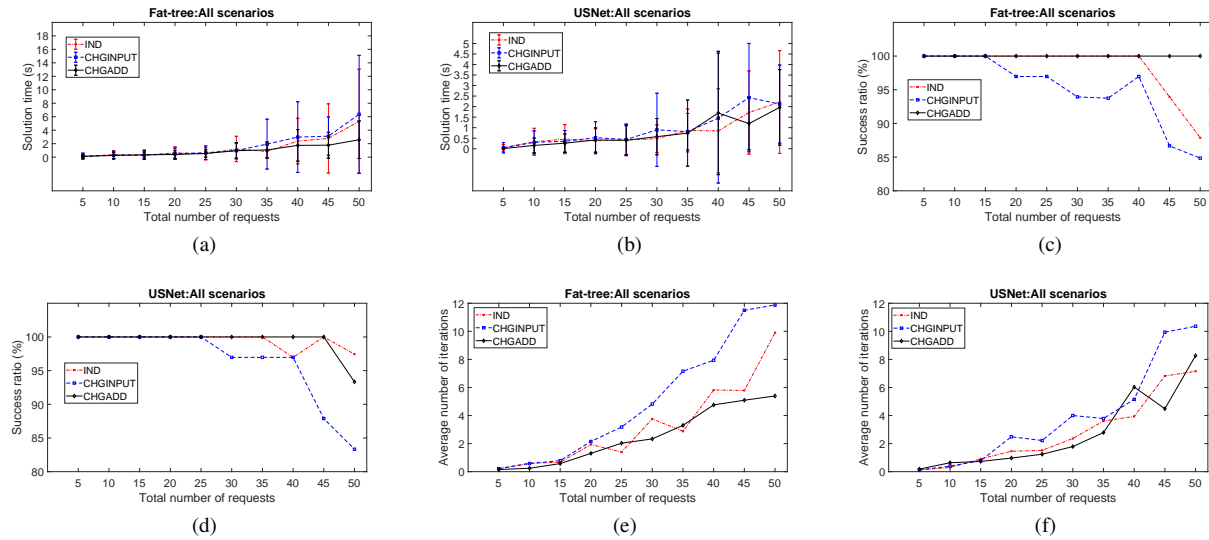 Fat-tree:All scenarios
18
16
14
12
10
8
6
4
2
0
Solution time (s)
IND
CHGINPUT
CHGADD
5 10 15 20 25 30 35 40 45 50
Total number of requests
(a)
USNet:All scenarios
5
4.5
4
3.5
3
2.5
2
1.5
1
0.5
0
Solution time (s)
IND
CHGINPUT
CHGADD
5 10 15 20 25 30 35 40 45 50
Total number of requests
(b)
Fat-tree:All scenarios
100
95
90
85
80
Success ratio (%)
IND
CHGINPUT
CHGADD
5 10 15 20 25 30 35 40 45 50
Total number of requests
(c)
USNet:All scenarios
100
95
90
85
80
Success ratio (%)
IND
CHGINPUT
CHGADD
5 10 15 20 25 30 35 40 45 50
Total number of requests
(d)
Fat-tree:All scenarios
12
10
8
6
4
2
0
Average number of iterations
IND
CHGINPUT
CHGADD
5 10 15 20 25 30 35 40 45 50
Total number of requests
(e)
USNet:All scenarios
12
10
8
6
4
2
0
Average number of iterations
IND
CHGINPUT
CHGADD
5 10 15 20 25 30 35 40 45 50
Total number of requests
(f)